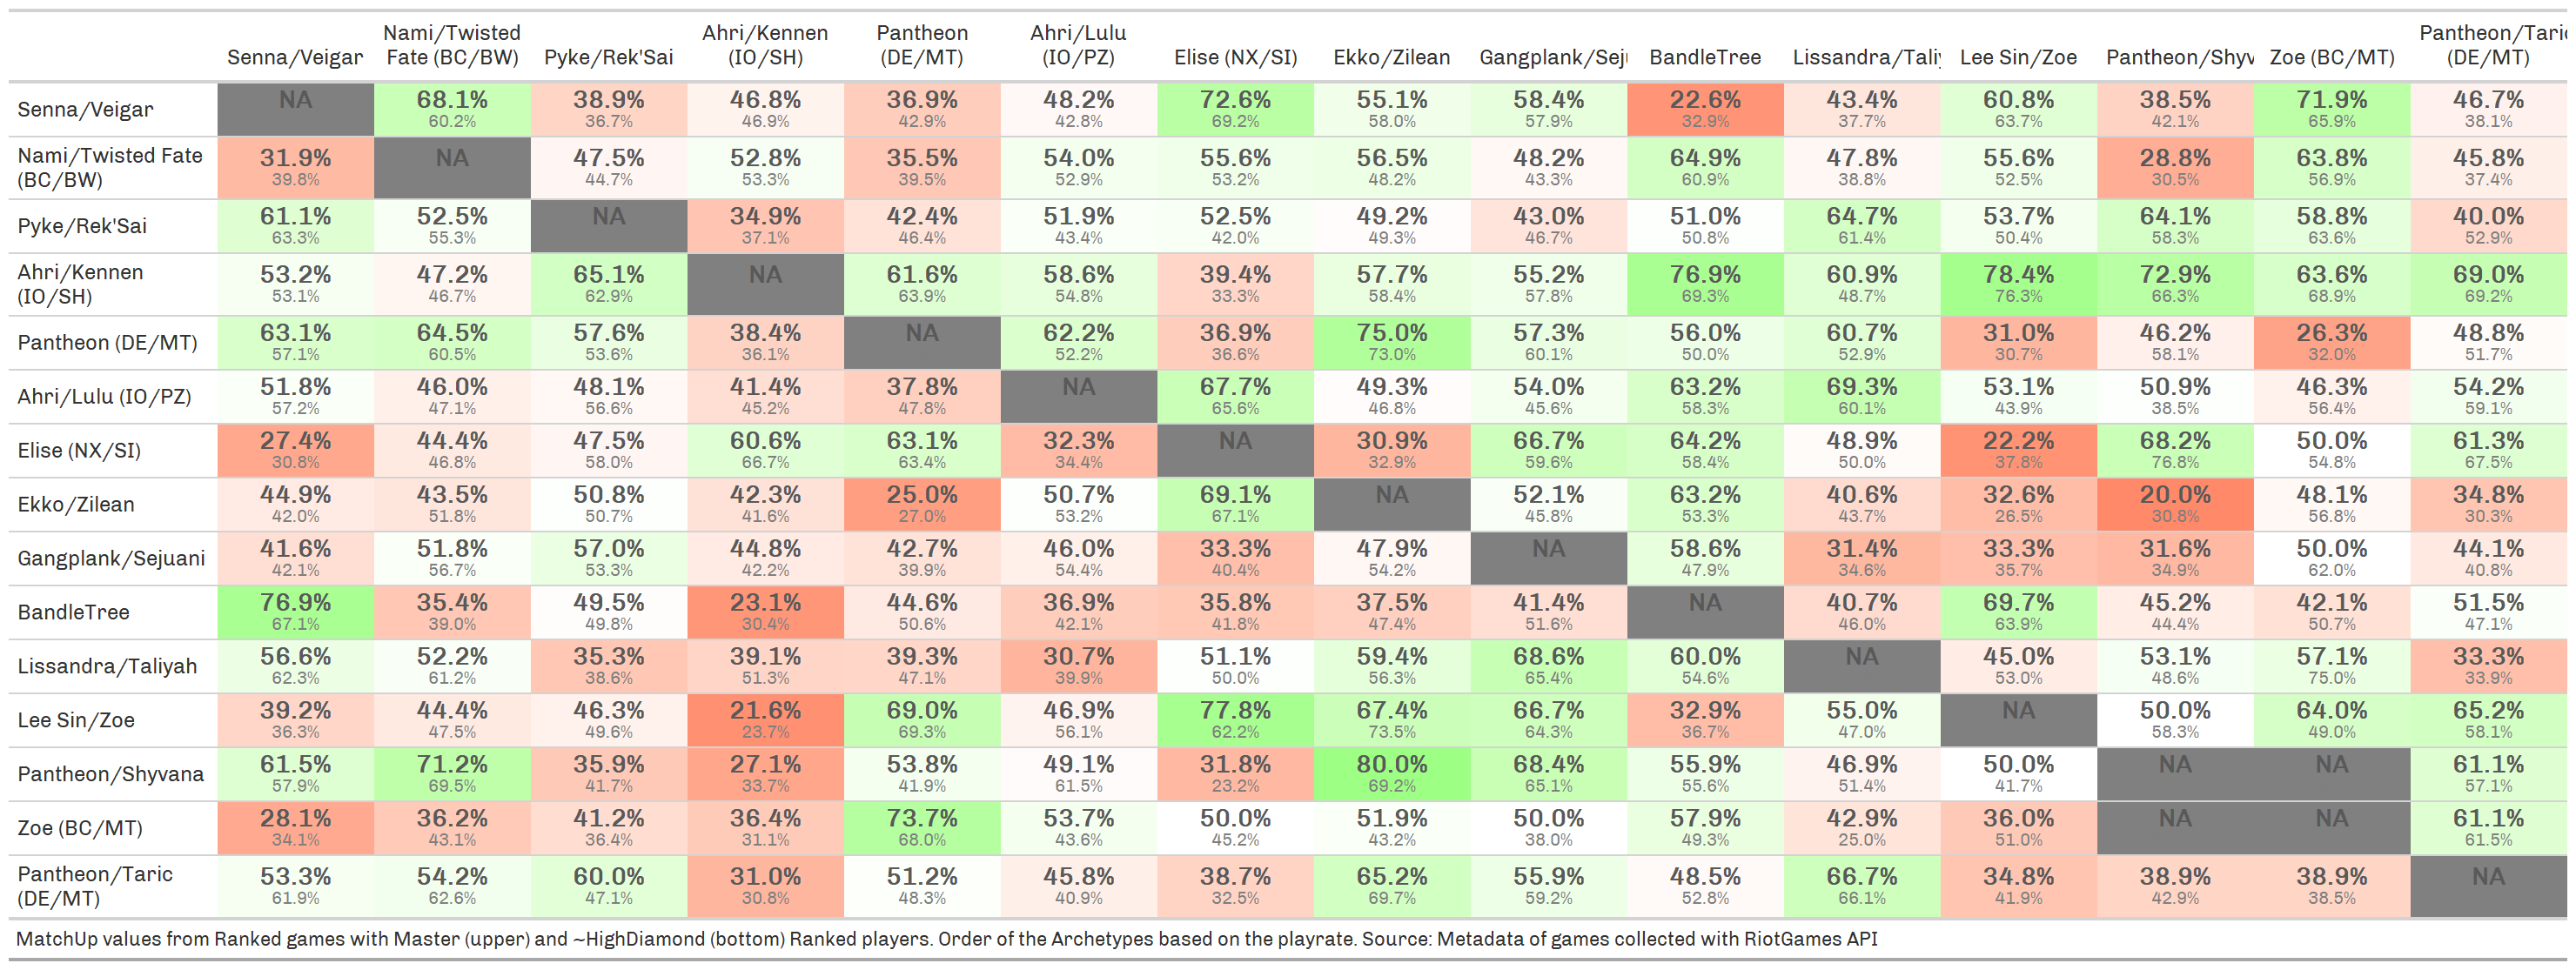 Senna/Veigar Nami/Twisted Fate (BC/BW) Pyke/Rek'Sai Ahri/Kennen (IO/SH) Pantheon (DE/MT) Ahri/Lulu (IO/PZ) Elise (NX/SI) Ekko/Zilean Gangplank/Sej BandleTree Lissandra/Tali Lee Sin/Zoe Pantheon/Shyv Zoe (BC/MT) Pantheon/Taric (DE/MT)
Senna/Veigar NA 68.1% 38.9% 46.8% 36.9% 48.2% 72.6% 55.1% 58.4% 22.6% 43.4% 60.8% 38.5% 71.9% 46.7%
60.2% 36.7% 46.9% 42.9% 42.8% 69.2% 58.0% 57.9% 32.9% 37.7% 63.7% 42.1% 65.9% 38.1%
Nami/Twisted Fate (BC/BW) 31.9% NA 47.5% 52.8% 35.5% 54.0% 55.6% 56.5% 48.2% 64.9% 47.8% 55.6% 28.8% 63.8% 45.8%
39.8% 44.7% 53.3% 39.5% 52.9% 53.2% 48.2% 43.3% 60.9% 38.8% 52.5% 30.5% 56.9% 37.4%
Pyke/Rek'Sai 61.1% 52.5% NA 34.9% 42.4% 51.9% 52.5% 49.2% 43.0% 51.0% 64.7% 53.7% 64.1% 58.8% 40.0%
63.3% 55.3% 37.1% 46.4% 43.4% 42.0% 49.3% 46.7% 50.8% 61.4% 50.4% 58.3% 63.6% 52.9%
Ahri/Kennen (IO/SH) 53.2% 47.2% 65.1% NA 61.6% 58.6% 39.4% 57.7% 55.2% 76.9% 60.9% 78.4% 72.9% 63.6% 69.0%
53.1% 46.7% 62.9% 63.9% 54.8% 33.3% 58.4% 57.8% 69.3% 48.7% 76.3% 66.3% 68.9% 69.2%
Pantheon (DE/MT) 63.1% 64.5% 57.6% 38.4% NA 62.2% 36.9% 75.0% 57.3% 56.0% 60.7% 31.0% 46.2% 26.3% 48.8%
57.1% 60.5% 53.6% 36.1% 52.2% 36.6% 73.0% 60.1% 50.0% 52.9% 30.7% 58.1% 32.0% 51.7%
Ahri/Lulu (IO/PZ) 51.8% 46.0% 48.1% 41.4% 37.8% NA 67.7% 49.3% 54.0% 63.2% 69.3% 53.1% 50.9% 46.3% 54.2%
57.2% 47.1% 56.6% 45.2% 47.8% 65.6% 46.8% 45.6% 58.3% 60.1% 43.9% 38.5% 56.4% 59.1%
Elise (NX/SI) 27.4% 44.4% 47.5% 60.6% 63.1% 32.3% NA 30.9% 66.7% 64.2% 48.9% 22.2% 68.2% 50.0% 61.3%
30.8% 46.8% 58.0% 66.7% 63.4% 34.4% 32.9% 59.6% 58.4% 50.0% 37.8% 76.8% 54.8% 67.5%
Ekko/Zilean 44.9% 43.5% 50.8% 42.3% 25.0% 50.7% 69.1% NA 52.1% 63.2% 40.6% 32.6% 20.0% 48.1% 34.8%
42.0% 51.8% 50.7% 41.6% 27.0% 53.2% 67.1% 45.8% 53.3% 43.7% 26.5% 30.8% 56.8% 30.3%
Gangplank/Sejuani 41.6% 51.8% 57.0% 44.8% 42.7% 46.0% 33.3% 47.9% NA 58.6% 31.4% 33.3% 31.6% 50.0% 44.1%
42.1% 56.7% 53.3% 42.2% 39.9% 54.4% 40.4% 54.2% 47.9% 34.6% 35.7% 34.9% 62.0% 40.8%
BandleTree 76.9% 35.4% 49.5% 23.1% 44.6% 36.9% 35.8% 37.5% 41.4% NA 40.7% 69.7% 45.2% 42.1% 51.5%
67.1% 39.0% 49.8% 30.4% 50.6% 42.1% 41.8% 47.4% 51.6% 46.0% 63.9% 44.4% 50.7% 47.1%
Lissandra/Taliyah 56.6% 52.2% 35.3% 39.1% 39.3% 30.7% 51.1% 59.4% 68.6% 60.0% NA 45.0% 53.1% 57.1% 33.3%
62.3% 61.2% 38.6% 51.3% 47.1% 39.9% 50.0% 56.3% 65.4% 54.6% 53.0% 48.6% 75.0% 33.9%
Lee Sin/Zoe 39.2% 44.4% 46.3% 21.6% 69.0% 46.9% 77.8% 67.4% 66.7% 32.9% 55.0% NA 50.0% 64.0% 65.2%
36.3% 47.5% 49.6% 23.7% 69.3% 56.1% 62.2% 73.5% 64.3% 36.7% 47.0% 58.3% 49.0% 58.1%
Pantheon/Shyvana 61.5% 71.2% 35.9% 27.1% 53.8% 49.1% 31.8% 80.0% 68.4% 55.9% 46.9% 50.0% NA NA 61.1%
57.9% 69.5% 41.7% 33.7% 41.9% 61.5% 23.2% 69.2% 65.1% 55.6% 51.4% 41.7% 57.1%
Zoe (BC/MT) 28.1% 36.2% 41.2% 36.4% 73.7% 53.7% 50.0% 51.9% 50.0% 57.9% 42.9% 36.0% NA NA 61.1%
34.1% 43.1% 36.4% 31.1% 68.0% 43.6% 45.2% 43.2% 38.0% 49.3% 25.0% 51.0% 61.5%
Pantheon/Taric (DE/MT) 53.3% 54.2% 60.0% 31.0% 51.2% 45.8% 38.7% 65.2% 55.9% 48.5% 66.7% 34.8% 38.9% 38.9% NA
61.9% 62.6% 47.1% 30.8% 48.3% 40.9% 32.5% 69.7% 59.2% 52.8% 66.1% 41.9% 42.9% 38.5%
MatchUp values from Ranked games with Master (upper) and ~HighDiamond (bottom) Ranked players. Order of the Archetypes based on the playrate. Source: Metadata of games collected with RiotGames API